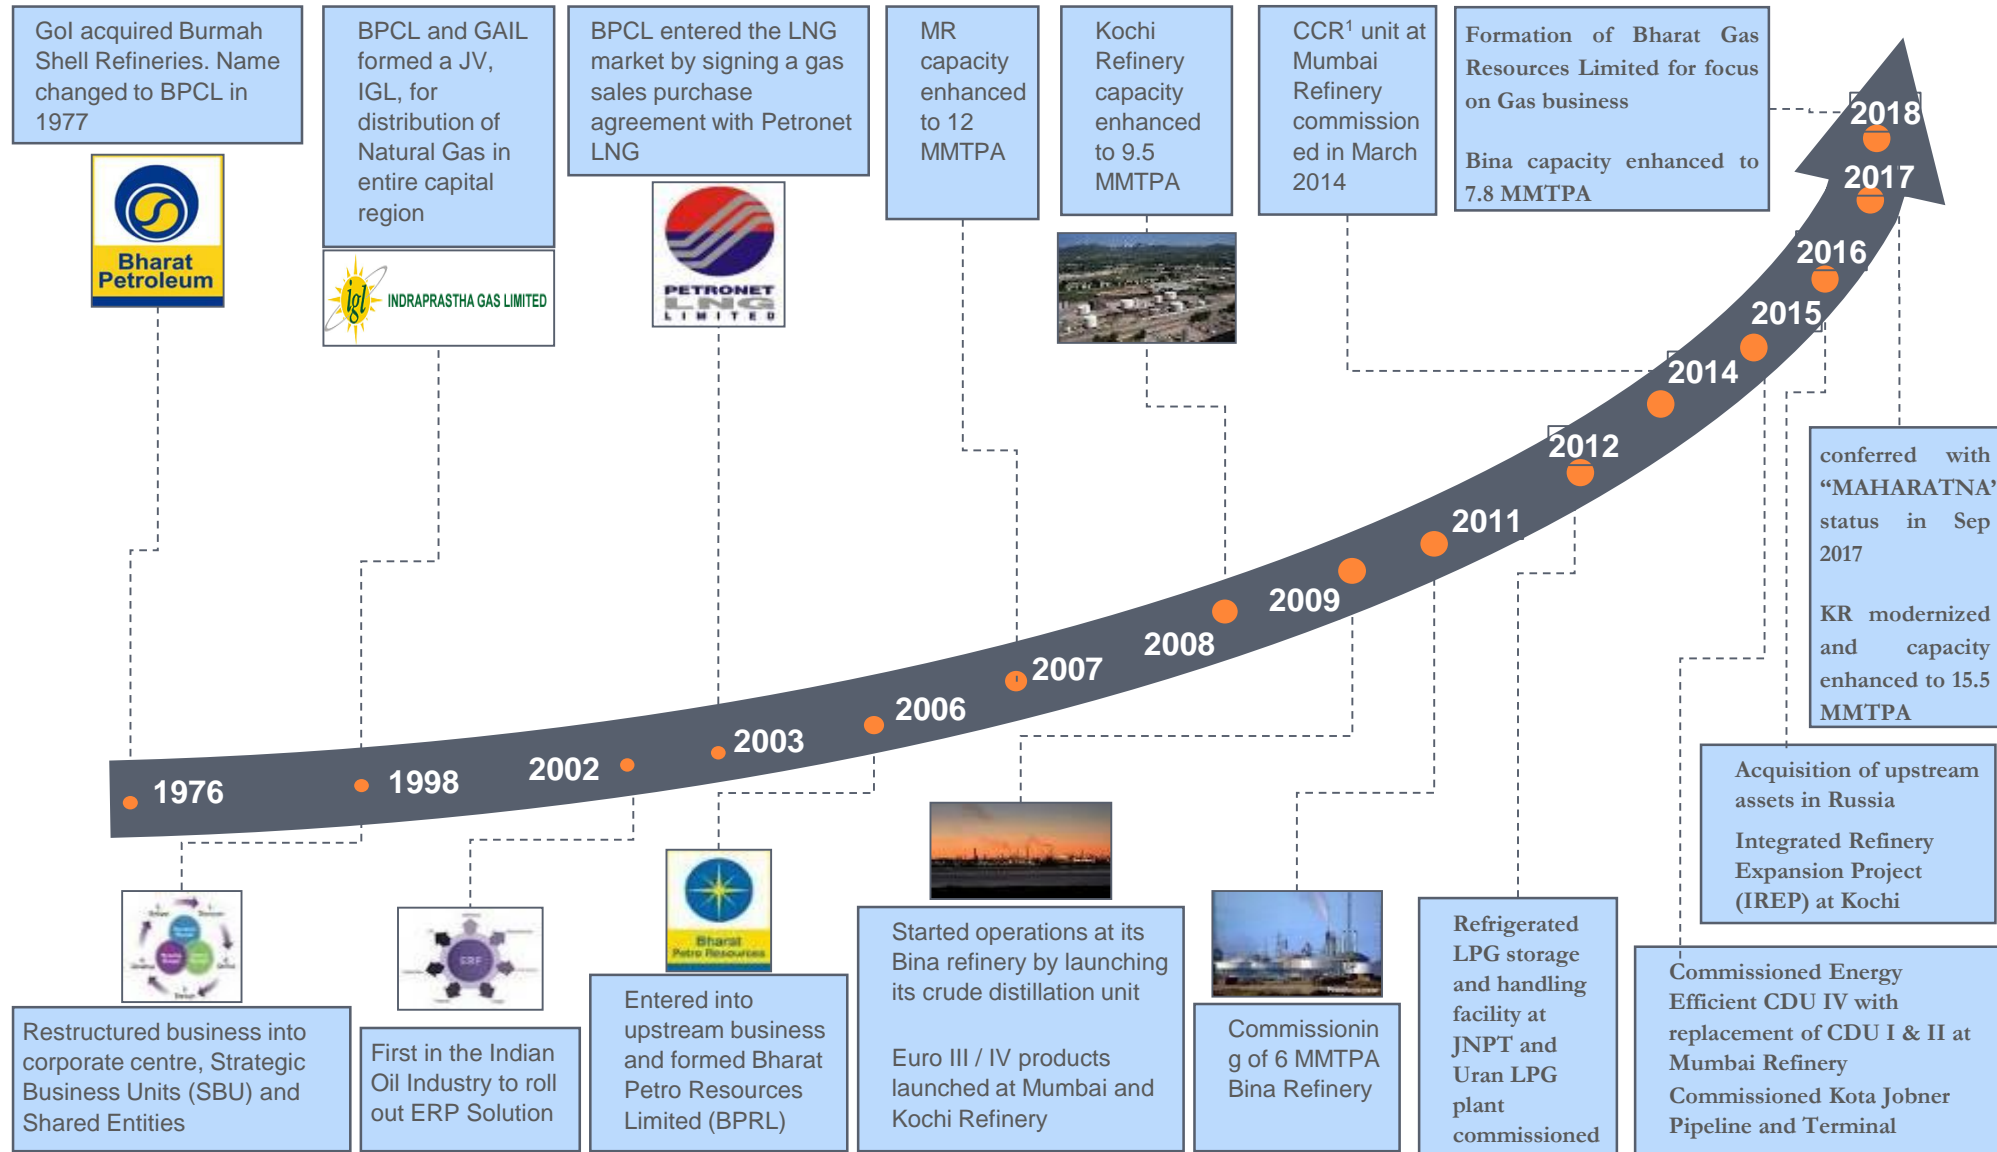 GoI acquired Burmah
Shell Refineries. Name
changed to BPCL in
1977
BPCL and GAIL
formed a JV,
IGL, for
distribution of
Natural Gas in
entire capital
region
BPCL entered the LNG
market by signing a gas
sales purchase
agreement with Petronet
LNG
MR
capacity
enhanced
to 12
MMTPA
Kochi
Refinery
capacity
enhanced
to 9.5
MMTPA
CCR¹ unit at
Mumbai
Refinery
commission
ed in March
2014
Formation of Bharat Gas
Resources Limited for focus
on Gas business
Bina capacity enhanced to
7.8 MMTPA
Bharat
Petroleum
igl INDRAPRASTHA GAS LIMITED
PETRONET
LNG
LIMITED
2018
2017
2016
2015
2014
2012
2011
2009
2008
2007
2006
2003
2002
1998
1976
conferred with
“MAHARATNA”
status in Sep
2017
KR modernized
and capacity
enhanced to 15.5
MMTPA
Acquisition of upstream
assets in Russia
Integrated Refinery
Expansion Project
(IREP) at Kochi
ERP
Bharat
Petro Resources
Restructured business into
corporate centre, Strategic
Business Units (SBU) and
Shared Entities
First in the Indian
Oil Industry to roll
out ERP Solution
Entered into
upstream business
and formed Bharat
Petro Resources
Limited (BPRL)
Started operations at its
Bina refinery by launching
its crude distillation unit
Euro III / IV products
launched at Mumbai and
Kochi Refinery
Commissionin
g of 6 MMTPA
Bina Refinery
Refrigerated
LPG storage
and handling
facility at
JNPT and
Uran LPG
plant
commissioned
Commissioned Energy
Efficient CDU IV with
replacement of CDU I & II at
Mumbai Refinery
Commissioned Kota Jobner
Pipeline and Terminal